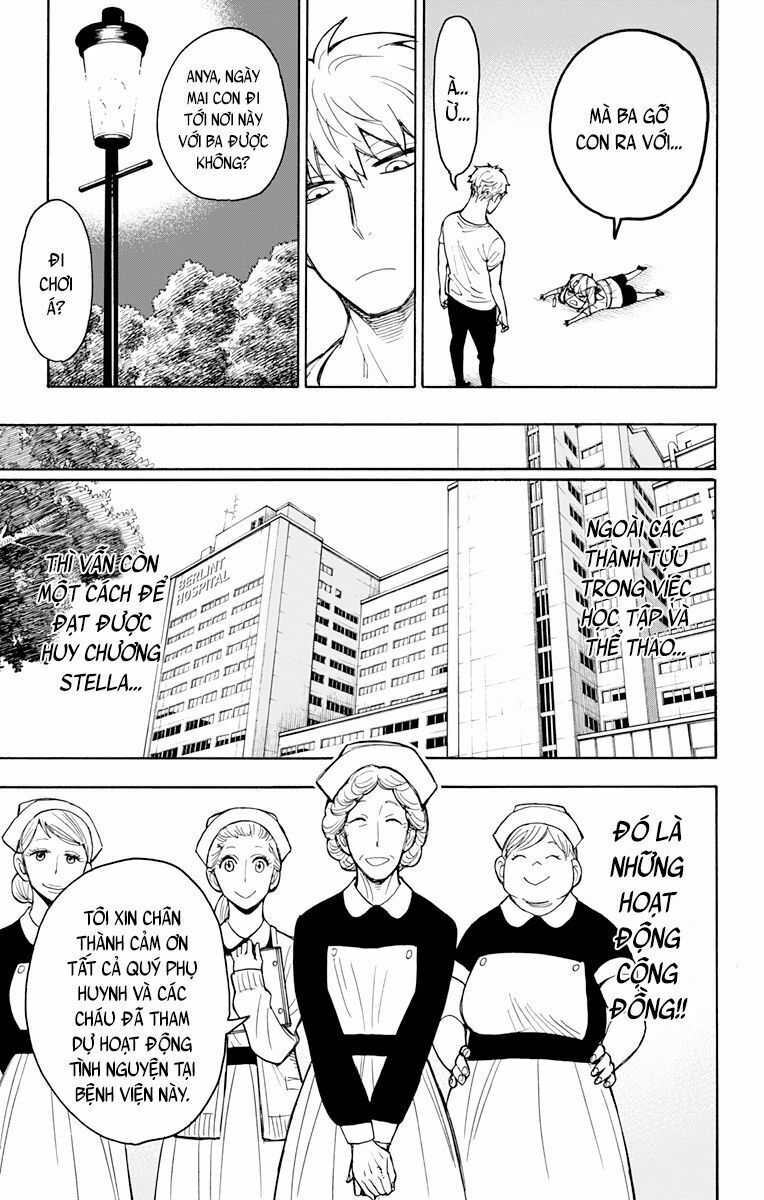 MÀ BA GỠ
CON RA VỚI...
À...
Ừ...
ANYA, NGÀY
MAI CON ĐI
TỚI NƠI NÀY
VỚI BA ĐƯỢC
KHÔNG?
ĐI
CHƠI
Á?
NGOÀI CÁC
THÀNH TỰU
TRONG VIỆC
HỌC TẬP VÀ
THỂ THAO...
BERLINT
HOSPITAL
THÌ VẪN CÒN
MỘT CÁCH ĐỂ
ĐẠT ĐƯỢC
HUY CHƯƠNG
STELLA...
ĐÓ LÀ
NHỮNG
HOẠT
ĐỘNG
CỘNG
ĐỒNG!!
TÔI XIN CHÂN
THÀNH CẢM ƠN
TẤT CẢ QUÝ PHỤ
HUYNH VÀ CÁC
CHÁU ĐÃ THAM
DỰ HOẠT ĐỘNG
TÌNH NGUYỆN TẠI
BỆNH VIỆN NÀY.